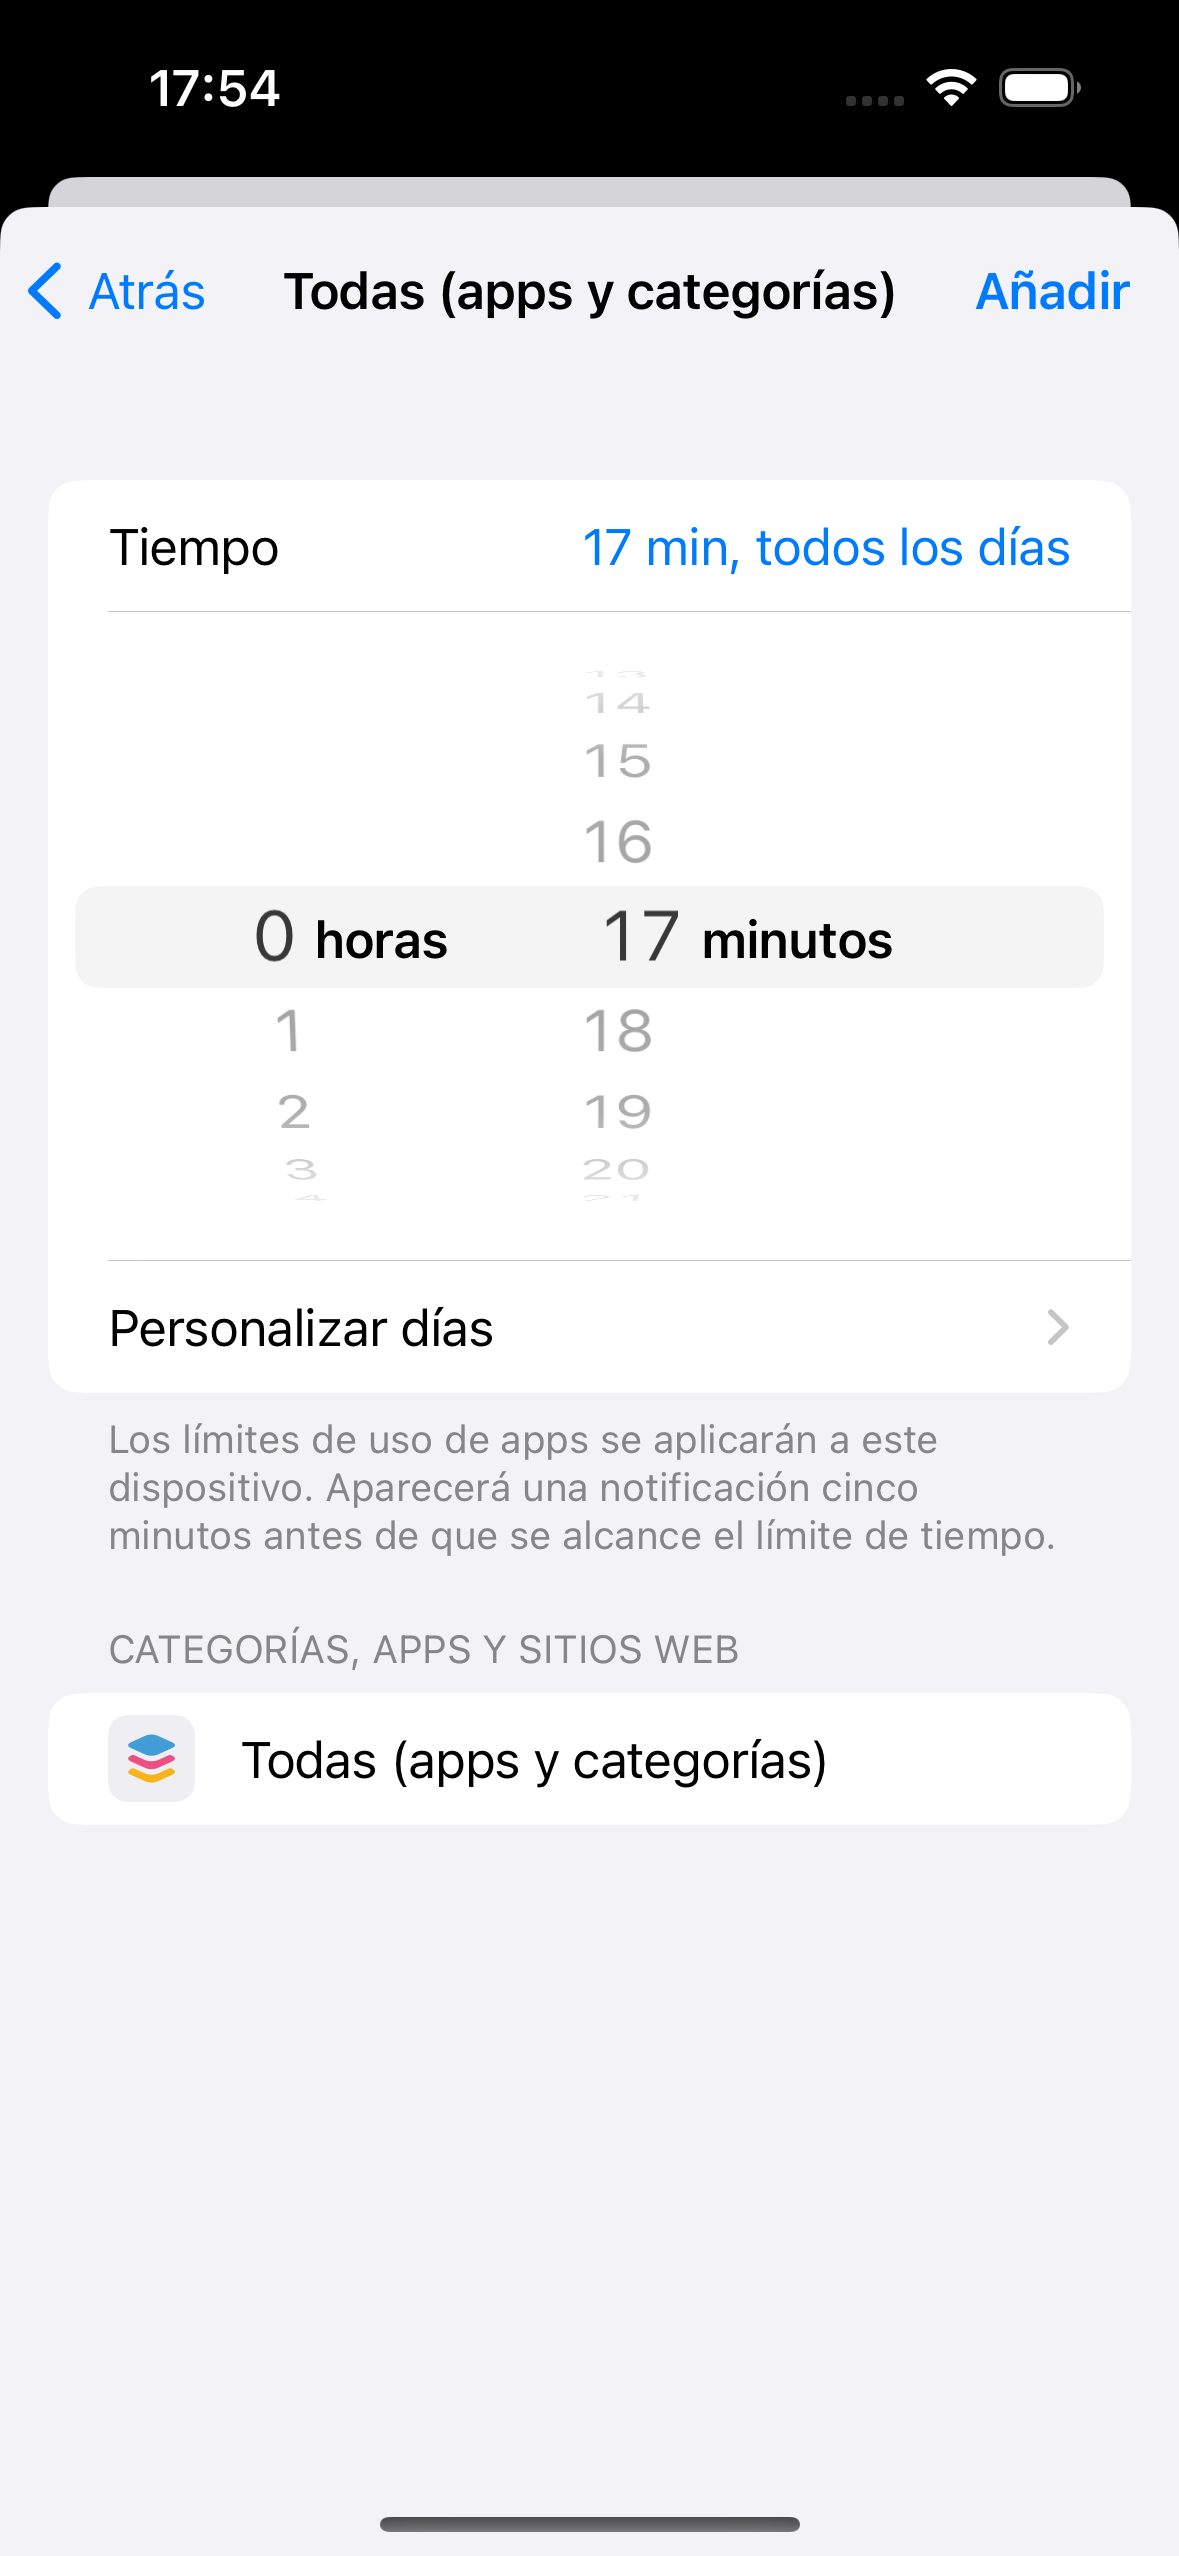 17:54
Atrás
Todas (apps y categorías)
Añadir
Tiempo
17 min, todos los días
13
14
15
16
0 horas 17 minutos
1 18
2 19
3 20
4 21
Personalizar días
Los límites de uso de apps se aplicarán a este
dispositivo. Aparecerá una notificación cinco
minutos antes de que se alcance el límite de tiempo.
CATEGORÍAS, APPS Y SITIOS WEB
Todas (apps y categorías)